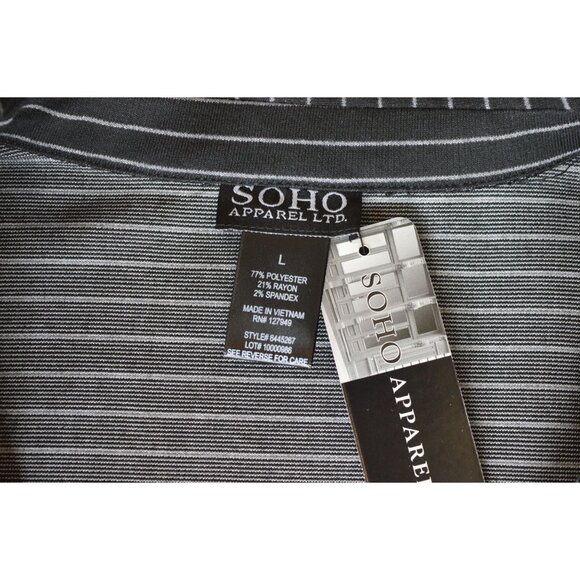 SOHO
APPAREL LTD.
L
77% POLYESTER
21% RAYON
2% SPANDEX
MADE IN VIETNAM
RN# 127949
STYLE# 8445267
LOT# 10000986
SEE REVERSE FOR CARE
SOHO APPAREL